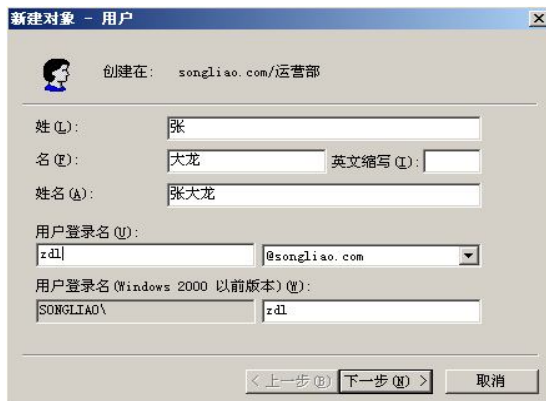 新建对象 - 用户
创建在: songliao.com/运营部
姓(L): 张
名(F): 大龙 英文缩写(I):
姓名(A): 张大龙
用户登录名(U):
zdl @songliao.com
用户登录名(Windows 2000 以前版本)(W):
SONGLIAO\ zdl
< 上一步(B) 下一步(N) > 取消